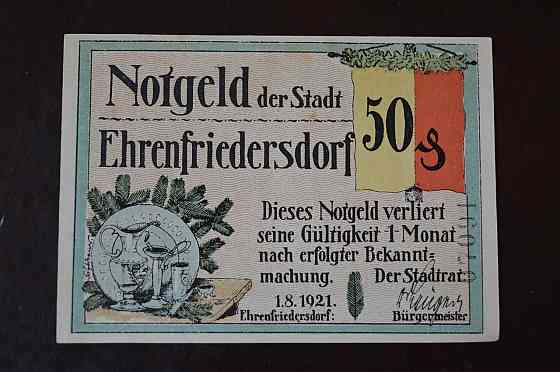 Notgeld der Stadt
Ehrenfriedersdorf
50 ₰
Dieses Notgeld verliert
seine Gültigkeit 1 Monat
nach erfolgter Bekannt=
machung. Der Stadtrat.
1.8.1921.
Ehrenfriedersdorf: Bürgermeister